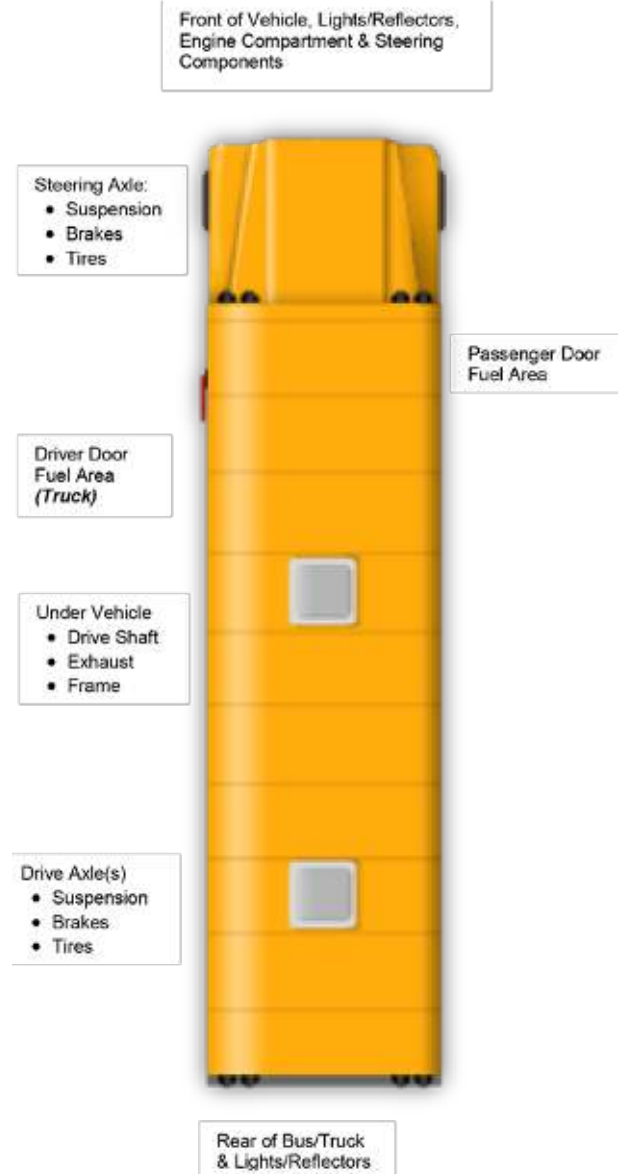 Front of Vehicle, Lights/Reflectors,
Engine Compartment & Steering
Components
Steering Axle:
• Suspension
• Brakes
• Tires
Passenger Door
Fuel Area
Driver Door
Fuel Area
(Truck)
Under Vehicle
• Drive Shaft
• Exhaust
• Frame
Drive Axle(s)
• Suspension
• Brakes
• Tires
Rear of Bus/Truck
& Lights/Reflectors